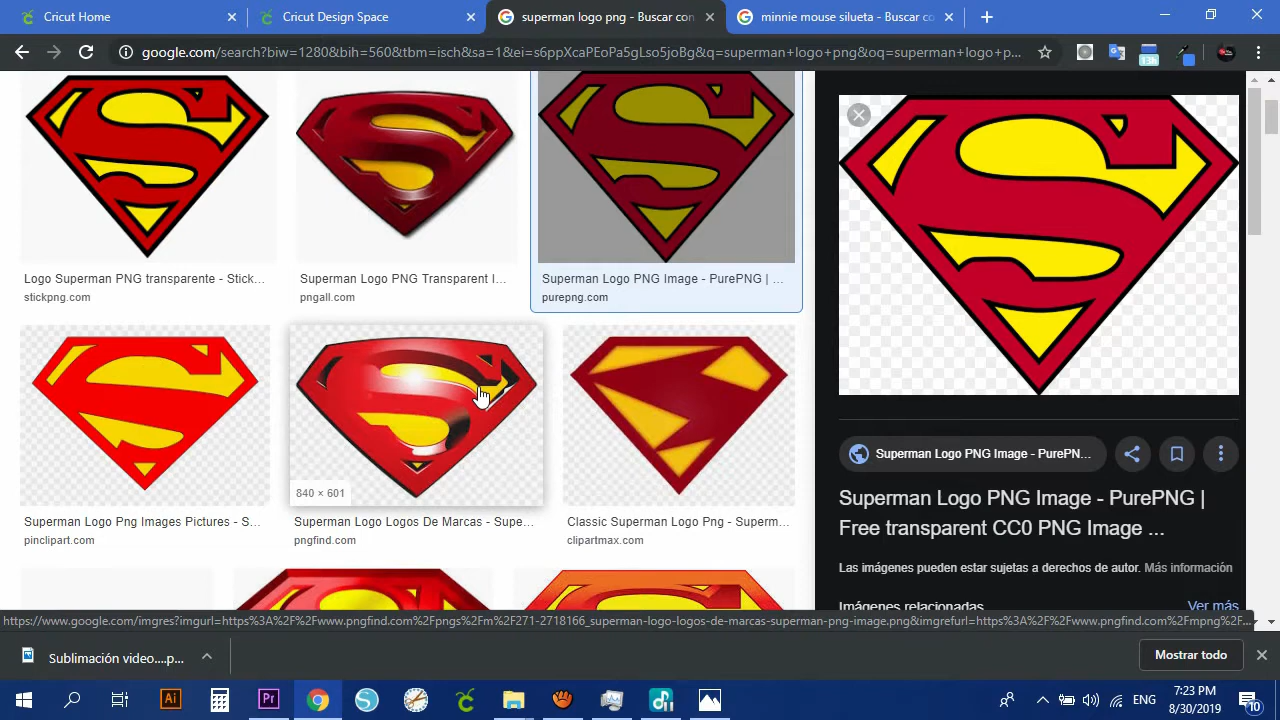 Cricut Home
Cricut Design Space
superman logo png - Buscar con
minnie mouse silueta - Buscar co
google.com/search?biw=1280&bih=560&tbm=isch&sa=1&ei=s6ppXcaPEoPa5gLso5joBg&q=superman+logo+png&oq=superman+logo+p...
13h
Logo Superman PNG transparente - Stick...
stickpng.com
Superman Logo PNG Transparent I...
pngall.com
Superman Logo PNG Image - PurePNG | ...
purepng.com
840 × 601
Superman Logo Png Images Pictures - S...
pinclipart.com
Superman Logo Logos De Marcas - Supe...
pngfind.com
Classic Superman Logo Png - Superm...
clipartmax.com
Superman Logo PNG Image - PurePN...
Superman Logo PNG Image - PurePNG |
Free transparent CC0 PNG Image ...
Las imágenes pueden estar sujetas a derechos de autor. Más información
Imágenes relacionadas
Ver más
https://www.google.com/imgres?imgurl=https%3A%2F%2Fwww.pngfind.com%2Fpngs%2Fm%2F271-2718166_superman-logo-logos-de-marcas-superman-png-image.png&imgrefurl=https%3A%2F%2Fwww.pngfind.com%2Fmpng%2F...
Sublimación video....p...
Mostrar todo
Ai
Pr
ENG
7:23 PM
8/30/2019
10